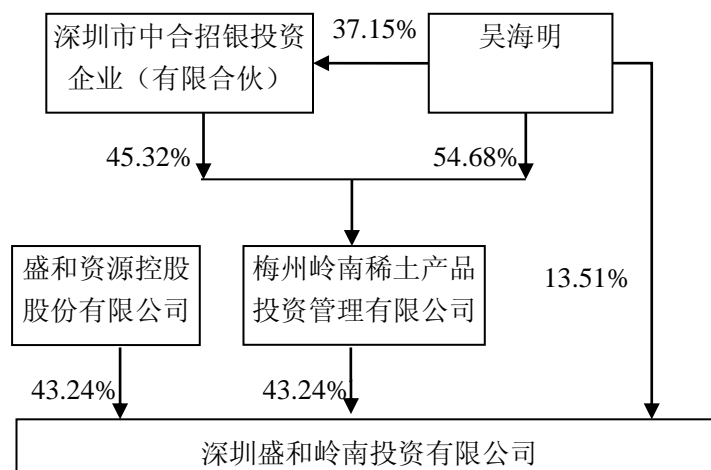 深圳市中合招银投资
企业（有限合伙）
37.15%
吴海明
45.32%
54.68%
盛和资源控股
股份有限公司
梅州岭南稀土产品
投资管理有限公司
13.51%
43.24%
43.24%
深圳盛和岭南投资有限公司